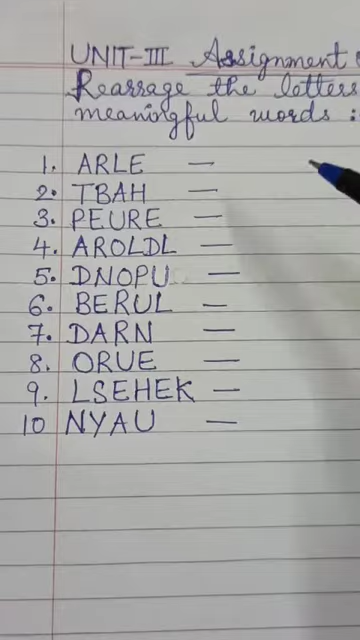 UNIT-III Assignment
Rearrage the letters
meaningful words :
1. ARLE —
2. TBAH —
3. PEURE —
4. AROLDL —
5. DNOPU —
6. BERUL —
7. DARN —
8. ORUE —
9. LSEHEK —
10 NYAU —